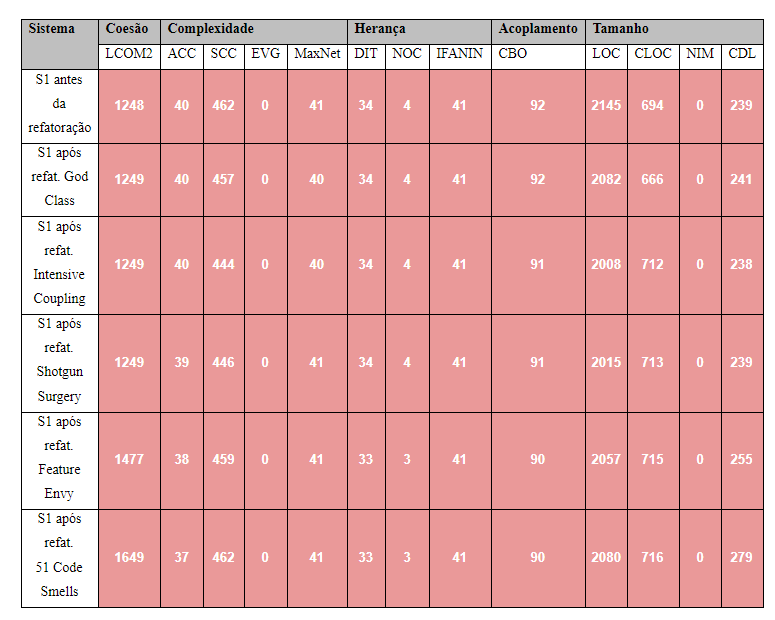 Sistema Coesão Complexidade Herança Acoplamento Tamanho
LCOM2 ACC SCC EVG MaxNet DIT NOC IFANIN CBO LOC CLOC NIM CDL
S1 antes
da
refatoração
1248 40 462 0 41 34 4 41 92 2145 694 0 239
S1 após
refat. God
Class
1249 40 457 0 40 34 4 41 92 2082 666 0 241
S1 após
refat.
Intensive
Coupling
1249 40 444 0 40 34 4 41 91 2008 712 0 238
S1 após
refat.
Shotgun
Surgery
1249 39 446 0 41 34 4 41 91 2015 713 0 239
S1 após
refat.
Feature
Envy
1477 38 459 0 41 33 3 41 90 2057 715 0 255
S1 após
refat.
51 Code
Smells
1649 37 462 0 41 33 3 41 90 2080 716 0 279